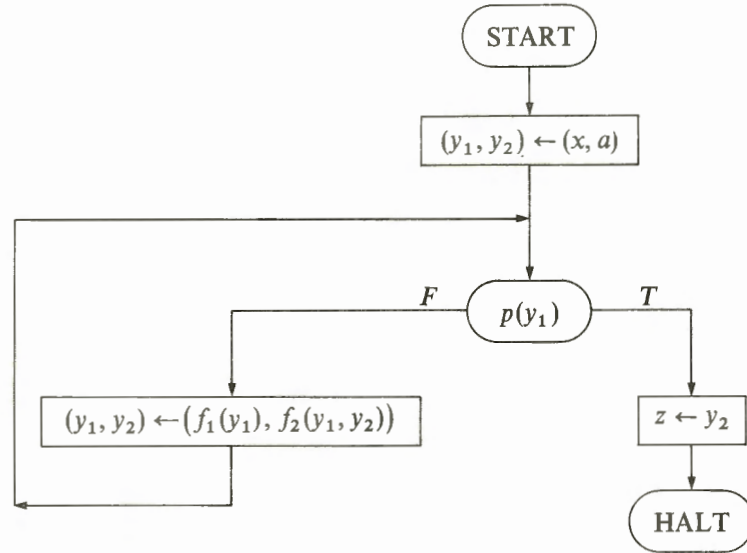 START
(y₁, y₂) ← (x, a)
F
p(y₁)
T
(y₁, y₂) ← (f₁(y₁), f₂(y₁, y₂))
z ← y₂
HALT